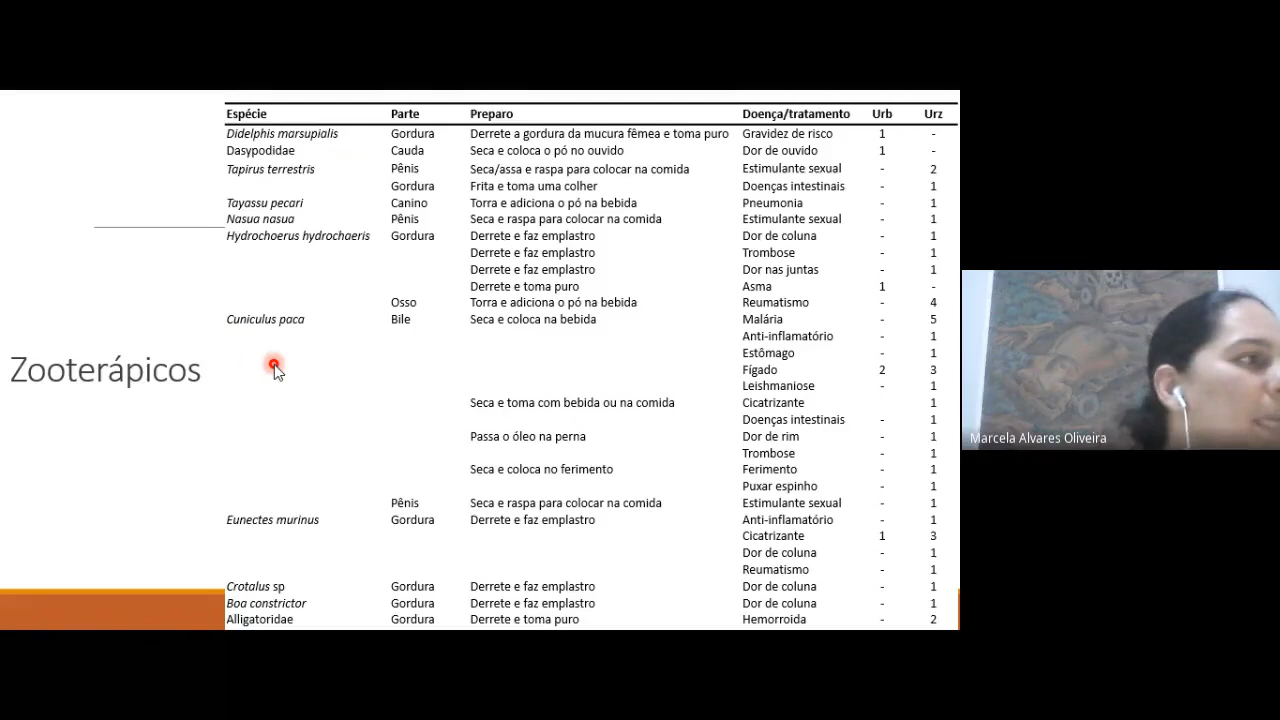 Espécie Parte Preparo Doença/tratamento Urb Urz
Didelphis marsupialis Gordura Derrete a gordura da mucura fêmea e toma puro Gravidez de risco 1 -
Dasypodidae Cauda Seca e coloca o pó no ouvido Dor de ouvido 1 -
Tapirus terrestris Pênis Seca/assa e raspa para colocar na comida Estimulante sexual - 2
Gordura Frita e toma uma colher Doenças intestinais - 1
Tayassu pecari Canino Torra e adiciona o pó na bebida Pneumonia - 1
Nasua nasua Pênis Seca e raspa para colocar na comida Estimulante sexual - 1
Hydrochoerus hydrochaeris Gordura Derrete e faz emplastro Dor de coluna - 1
Derrete e faz emplastro Trombose - 1
Derrete e faz emplastro Dor nas juntas - 1
Derrete e toma puro Asma 1 -
Osso Torra e adiciona o pó na bebida Reumatismo - 4
Cuniculus paca Bile Seca e coloca na bebida Malária - 5
Anti-inflamatório - 1
Estômago - 1
Zooterápicos
Fígado 2 3
Leishmaniose - 1
Seca e toma com bebida ou na comida Cicatrizante 1
Doenças intestinais - 1
Passa o óleo na perna Dor de rim - 1
Trombose - 1
Seca e coloca no ferimento Ferimento - 1
Puxar espinho - 1
Pênis Seca e raspa para colocar na comida Estimulante sexual - 1
Eunectes murinus Gordura Derrete e faz emplastro Anti-inflamatório - 1
Cicatrizante 1 3
Dor de coluna - 1
Reumatismo - 1
Crotalus sp Gordura Derrete e faz emplastro Dor de coluna - 1
Boa constrictor Gordura Derrete e faz emplastro Dor de coluna - 1
Alligatoridae Gordura Derrete e toma puro Hemorroida - 2
Marcela Alvares Oliveira